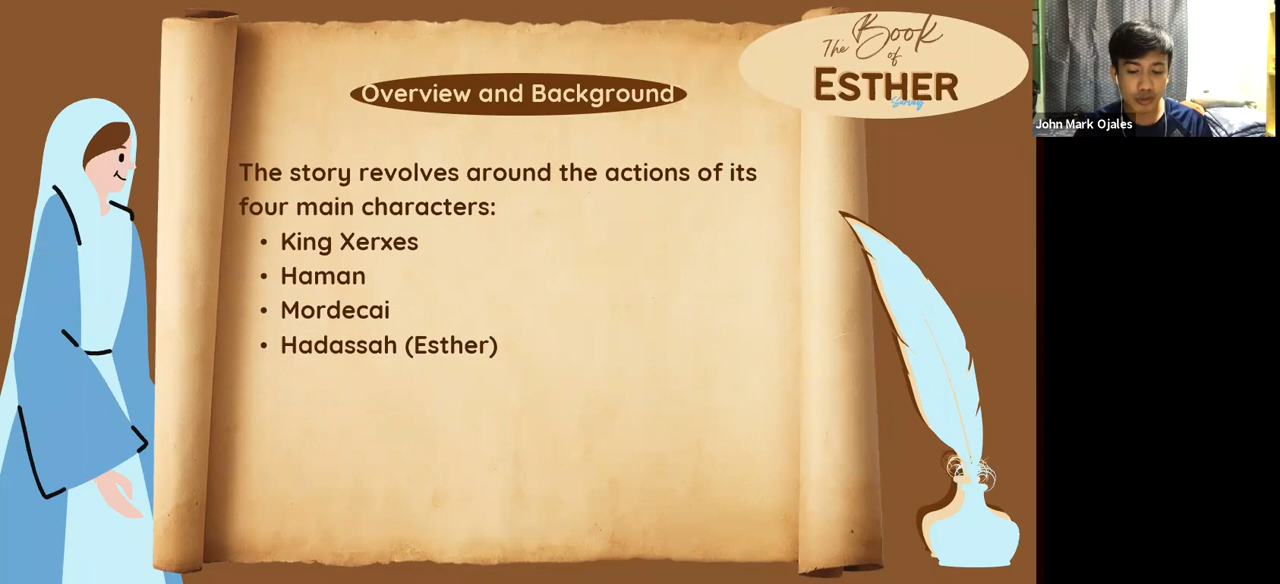 The Book
of
ESTHER
Survey
Overview and Background
The story revolves around the actions of its
four main characters:
• King Xerxes
• Haman
• Mordecai
• Hadassah (Esther)
John Mark Ojales